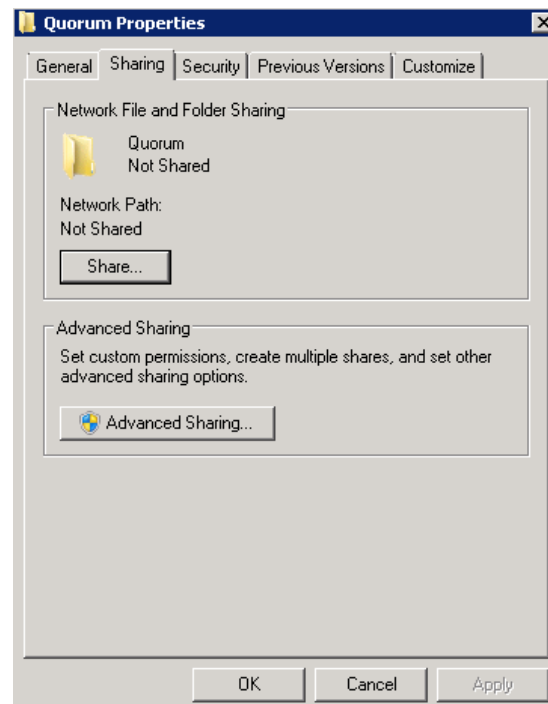 Quorum Properties
General Sharing Security Previous Versions Customize
Network File and Folder Sharing
Quorum
Not Shared
Network Path:
Not Shared
Share...
Advanced Sharing
Set custom permissions, create multiple shares, and set other
advanced sharing options.
Advanced Sharing...
OK Cancel Apply